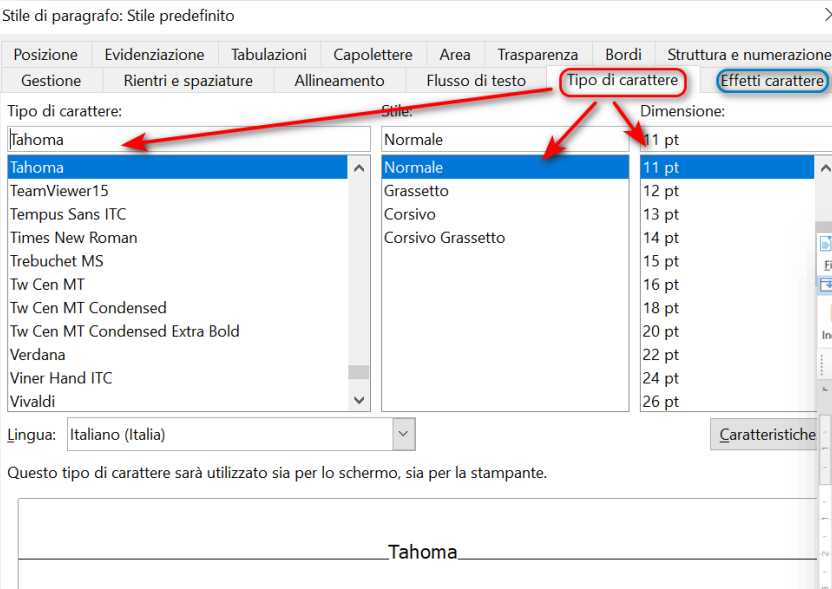 Stile di paragrafo: Stile predefinito
Posizione Evidenziazione Tabulazioni Capolettere Area Trasparenza Bordi Struttura e numerazione
Gestione Rientri e spaziature Allineamento Flusso di testo Tipo di carattere Effetti carattere
Tipo di carattere: Stile: Dimensione:
Tahoma Normale 11 pt
Tahoma Normale 11 pt
TeamViewer15 Grassetto 12 pt
Tempus Sans ITC Corsivo 13 pt
Times New Roman Corsivo Grassetto 14 pt
Trebuchet MS 15 pt
Tw Cen MT 16 pt
Tw Cen MT Condensed 18 pt
Tw Cen MT Condensed Extra Bold 20 pt
Verdana 22 pt
Viner Hand ITC 24 pt
Vivaldi 26 pt
Lingua: Italiano (Italia) Caratteristiche
Questo tipo di carattere sarà utilizzato sia per lo schermo, sia per la stampante.
Tahoma